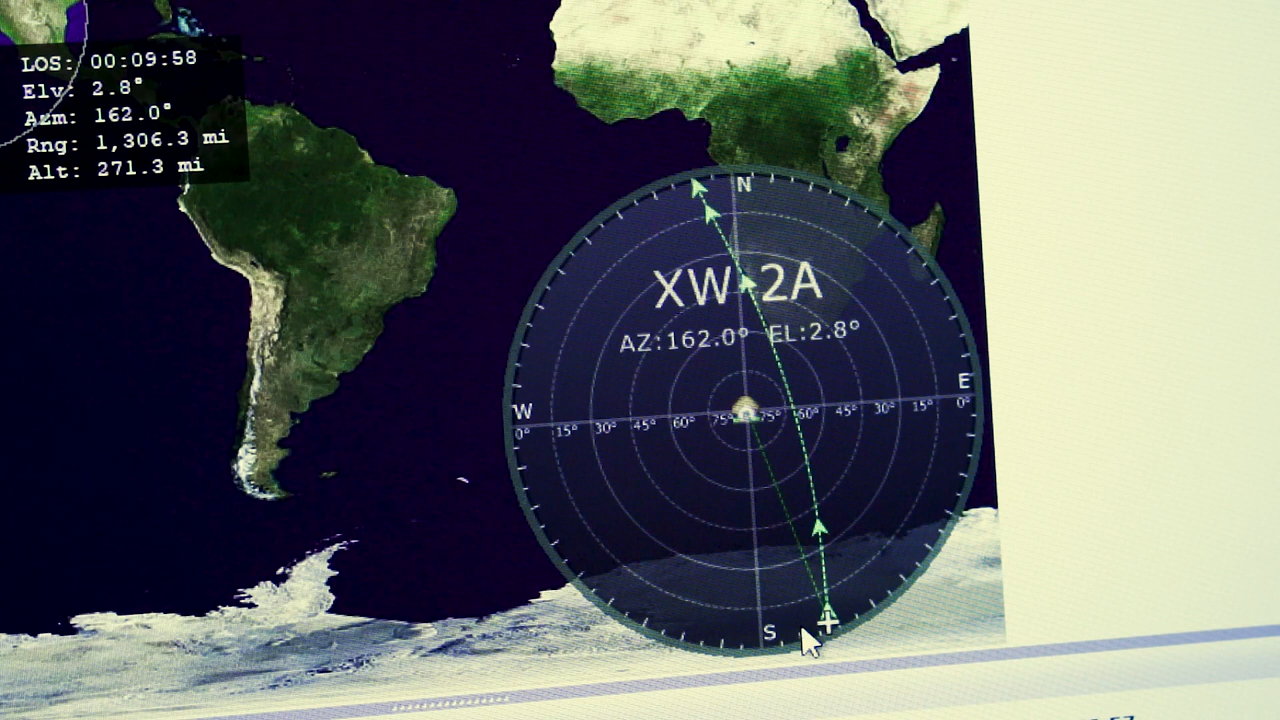 LOS: 00:09:58
Elv: 2.8°
Azm: 162.0°
Rng: 1,306.3 mi
Alt: 271.3 mi
N
XW-2A
AZ:162.0° EL:2.8°
E
W
0° 15° 30° 45° 60° 75° 75° 60° 45° 30° 15° 0°
S